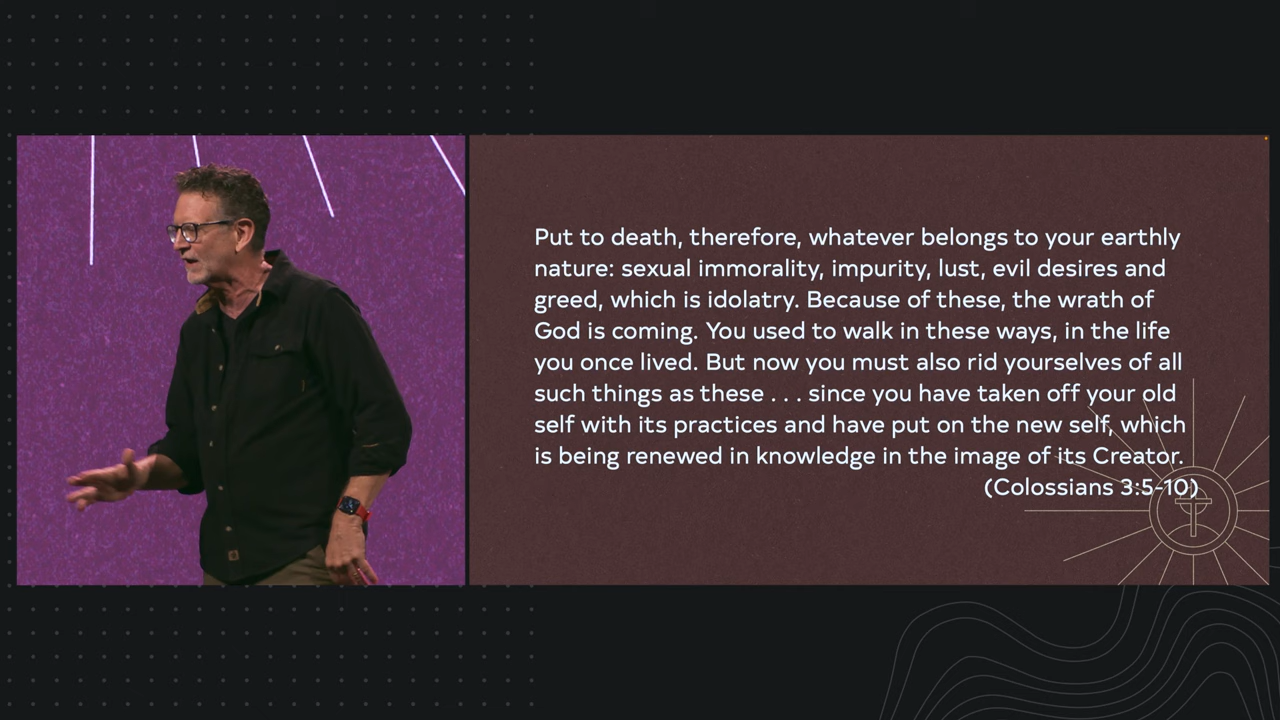 Put to death, therefore, whatever belongs to your earthly
nature: sexual immorality, impurity, lust, evil desires and
greed, which is idolatry. Because of these, the wrath of
God is coming. You used to walk in these ways, in the life
you once lived. But now you must also rid yourselves of all
such things as these . . . since you have taken off your old
self with its practices and have put on the new self, which
is being renewed in knowledge in the image of its Creator.
(Colossians 3:5-10)